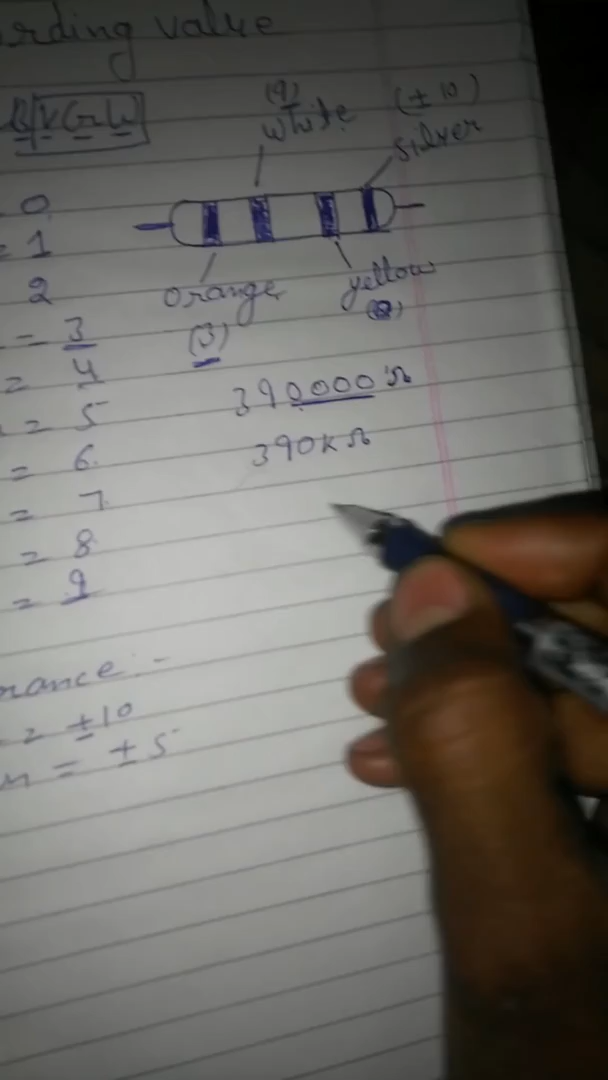 rding value
BVGrW
(9)
white
(±10)
silver
0
= 1
2
= 3
= 4
= 5
= 6
= 7
= 8
= 9
orange
(3)
yellow
390000 Ω
390K Ω
rance :-
= ±10
= ±5